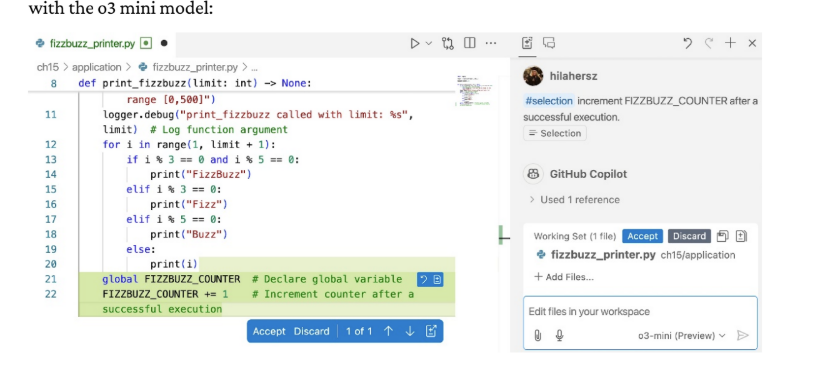 with the o3 mini model:
fizzbuzz_printer.py
ch15 > application > fizzbuzz_printer.py > ...
8 def print_fizzbuzz(limit: int) -> None:
range [0,500]")
11 logger.debug("print_fizzbuzz called with limit: %s",
limit) # Log function argument
12 for i in range(1, limit + 1):
13 if i % 3 == 0 and i % 5 == 0:
14 print("FizzBuzz")
15 elif i % 3 == 0:
16 print("Fizz")
17 elif i % 5 == 0:
18 print("Buzz")
19 else:
20 print(i)
21 global FIZZBUZZ_COUNTER # Declare global variable
22 FIZZBUZZ_COUNTER += 1 # Increment counter after a
successful execution
Accept Discard 1 of 1
hilahersz
#selection increment FIZZBUZZ_COUNTER after a
successful execution.
Selection
GitHub Copilot
> Used 1 reference
Working Set (1 file) Accept Discard
fizzbuzz_printer.py ch15/application
+ Add Files...
Edit files in your workspace
o3-mini (Preview)